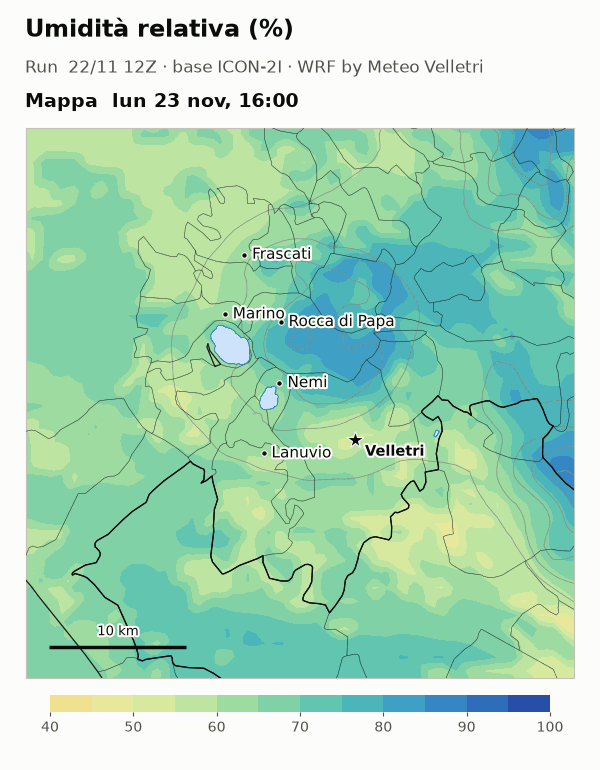 Umidità relativa (%)
Run  22/11 12Z · base ICON-2I · WRF by Meteo Velletri
Mappa  lun 23 nov, 16:00
Frascati
Marino
Rocca di Papa
Nemi
Velletri
Lanuvio
10 km
40 50 60 70 80 90 100